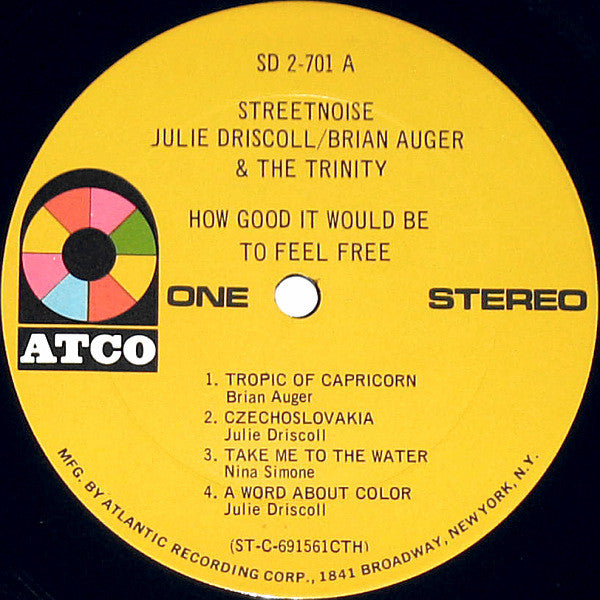 SD 2-701 A
STREETNOISE
JULIE DRISCOLL/BRIAN AUGER
& THE TRINITY
HOW GOOD IT WOULD BE
TO FEEL FREE
ONE
STEREO
ATCO
1. TROPIC OF CAPRICORN
Brian Auger
2. CZECHOSLOVAKIA
Julie Driscoll
3. TAKE ME TO THE WATER
Nina Simone
4. A WORD ABOUT COLOR
Julie Driscoll
(ST-C-691561CTH)
MFG. BY ATLANTIC RECORDING CORP., 1841 BROADWAY, NEW YORK, N.Y.